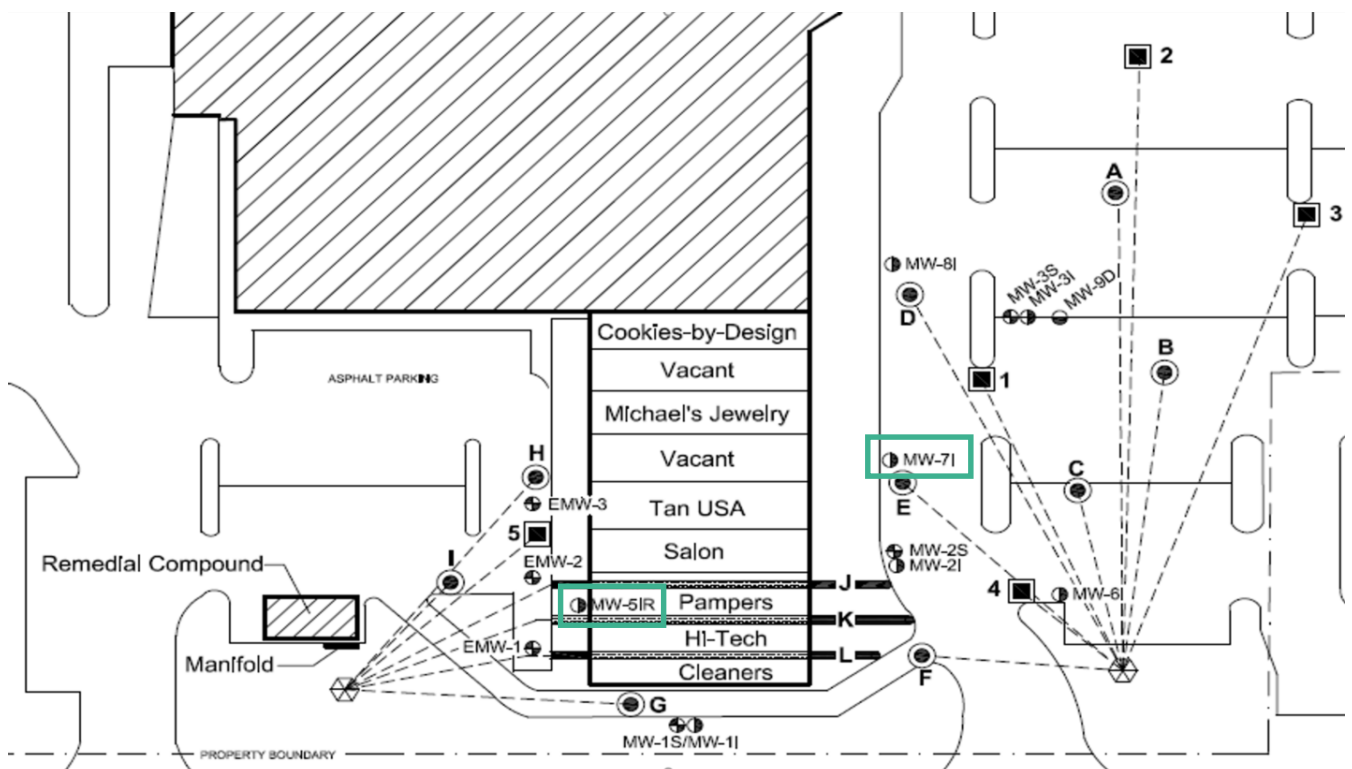 2
A
3
MW-8I
MW-3S
MW-3I
MW-9D
D
Cookies-by-Design
B
Vacant
ASPHALT PARKING
1
Michael's Jewelry
H
Vacant
MW-7I
C
EMW-3
Tan USA
E
5
Salon
MW-2S
EMW-2
MW-2I
Remedial Compound
I
J
4
MW-6I
MW-5IR
Pampers
K
Hi-Tech
EMW-1
L
Manifold
F
Cleaners
G
MW-1S/MW-1I
PROPERTY BOUNDARY